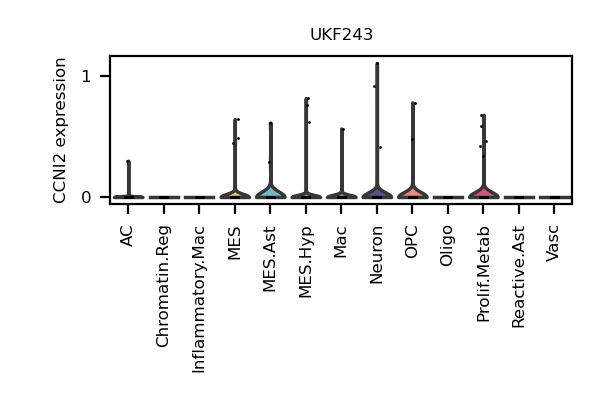 UKF243
CCNI2 expression
1
0
AC
Chromatin.Reg
Inflammatory.Mac
MES
MES.Ast
MES.Hyp
Mac
Neuron
OPC
Oligo
Prolif.Metab
Reactive.Ast
Vasc